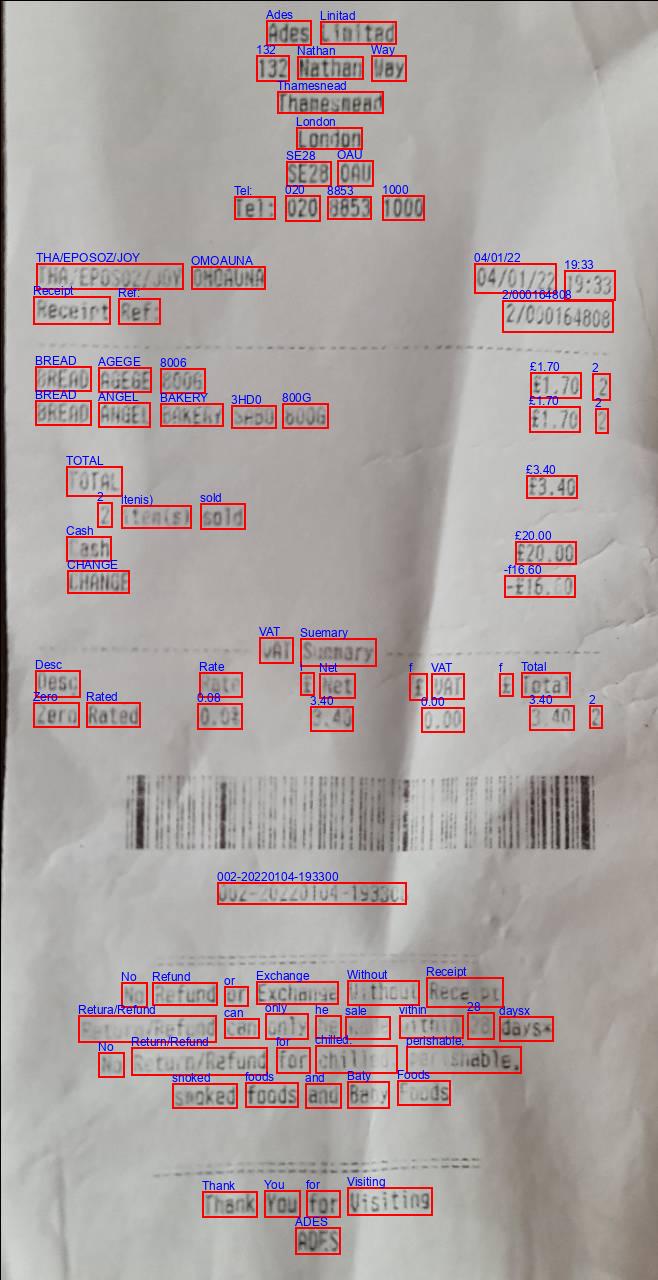 Ades Limited
132 Nathan Way
Thamesmead
London
SE28 0AU
Tel: 020 8853 1000
THA/EPOSO2/JOY OMOAUNA 04/01/22 19:33
Receipt Ref: 2/000164808
BREAD AGEGE 800G £1.70 2
BREAD ANGEL BAKERY 800G £1.70 2
TOTAL £3.40
2 item(s) sold
Cash £20.00
CHANGE -£16.60
VAT Summary
Desc Rate £ Net £ VAT £ Total
Zero Rated 0.0% 3.40 0.00 3.40 2
002-20220104-193300
No Refund or Exchange Without Receipt
Return/Refund can only be made within 28 days*
No Return/Refund for chilled, perishable,
smoked foods and Baby Foods
Thank You for Visiting
ADES